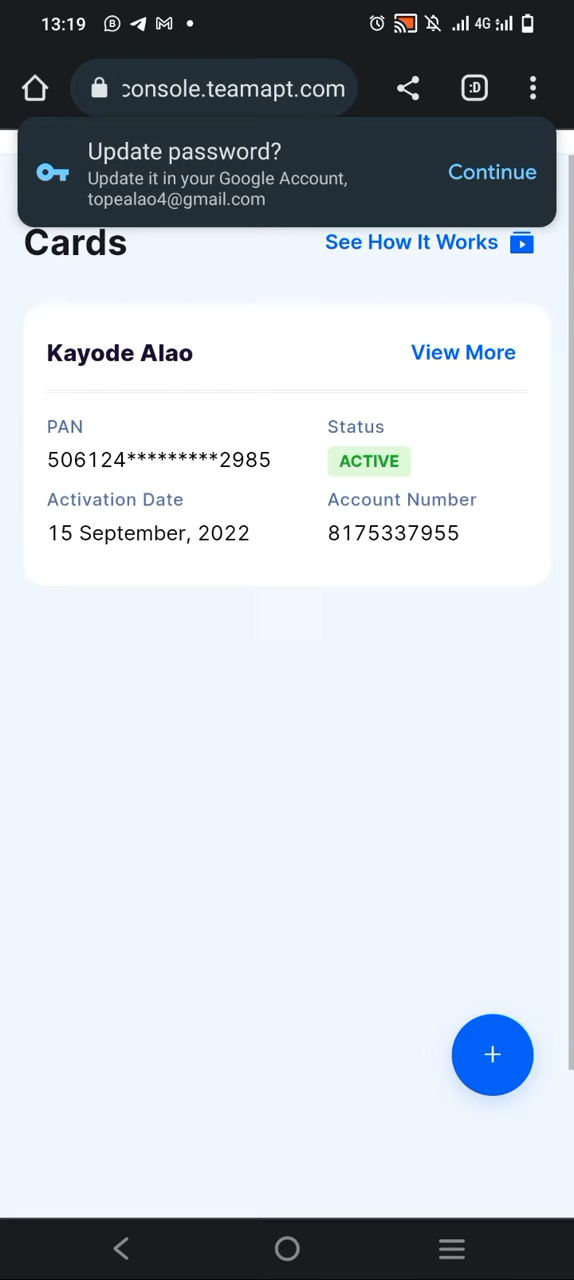 13:19
4G
console.teamapt.com
:D
Update password?
Update it in your Google Account,
topealao4@gmail.com
Continue
Cards
See How It Works
Kayode Alao
View More
PAN
Status
506124*********2985
ACTIVE
Activation Date
Account Number
15 September, 2022
8175337955
+